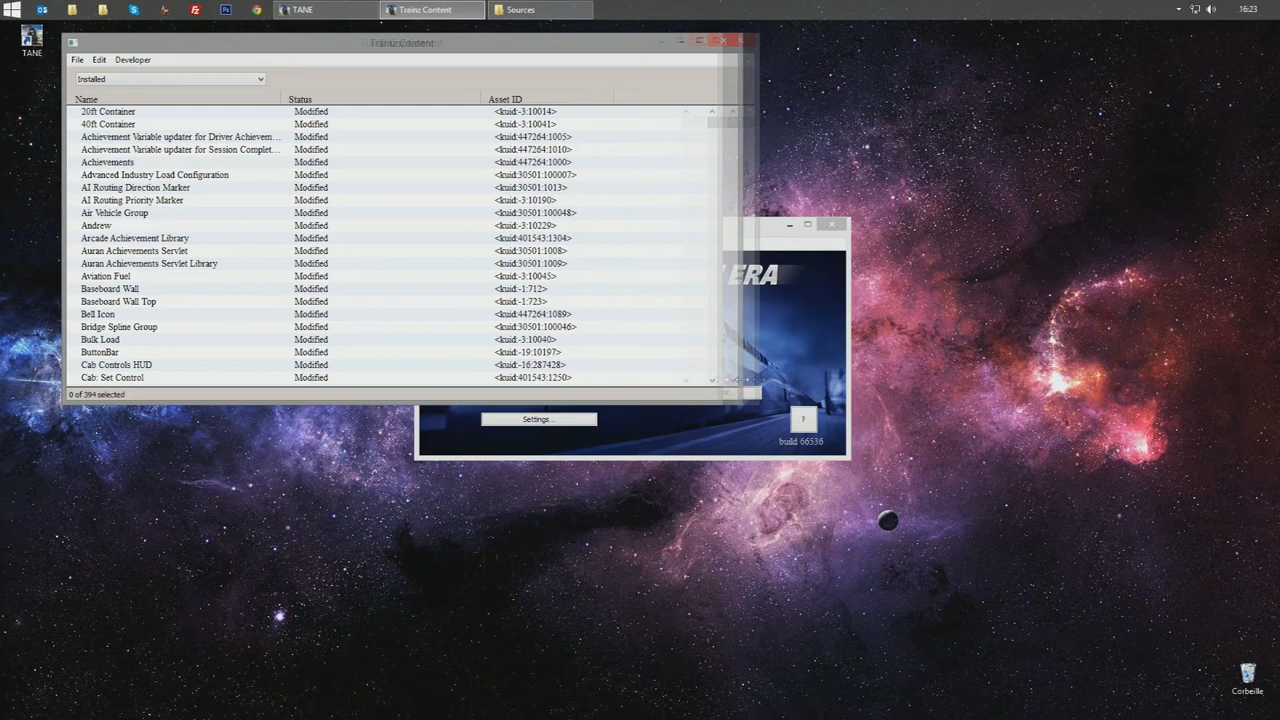 TANE
Trainz Content
Sources
16:23
TANE
Trainz Content
File Edit Developer
Installed
Name Status Asset ID
20ft Container Modified <kuid:-3:10014>
40ft Container Modified <kuid:-3:10041>
Achievement Variable updater for Driver Achievem... Modified <kuid:447264:1005>
Achievement Variable updater for Session Complet... Modified <kuid:447264:1010>
Achievements Modified <kuid:447264:1000>
Advanced Industry Load Configuration Modified <kuid:30501:100007>
AI Routing Direction Marker Modified <kuid:30501:1013>
AI Routing Priority Marker Modified <kuid:-3:10190>
Air Vehicle Group Modified <kuid:30501:100048>
Andrew Modified <kuid:-3:10229>
Arcade Achievement Library Modified <kuid:401543:1304>
Auran Achievements Servlet Modified <kuid:30501:1008>
Auran Achievements Servlet Library Modified <kuid:30501:1009>
Aviation Fuel Modified <kuid:-3:10045>
Baseboard Wall Modified <kuid:-1:712>
Baseboard Wall Top Modified <kuid:-1:723>
Bell Icon Modified <kuid:447264:1089>
Bridge Spline Group Modified <kuid:30501:100046>
Bulk Load Modified <kuid:-3:10040>
ButtonBar Modified <kuid:-19:10197>
Cab Controls HUD Modified <kuid:-16:287428>
Cab: Set Control Modified <kuid:401543:1250>
0 of 394 selected
ERA
Settings...
?
build 66536
Corbeille